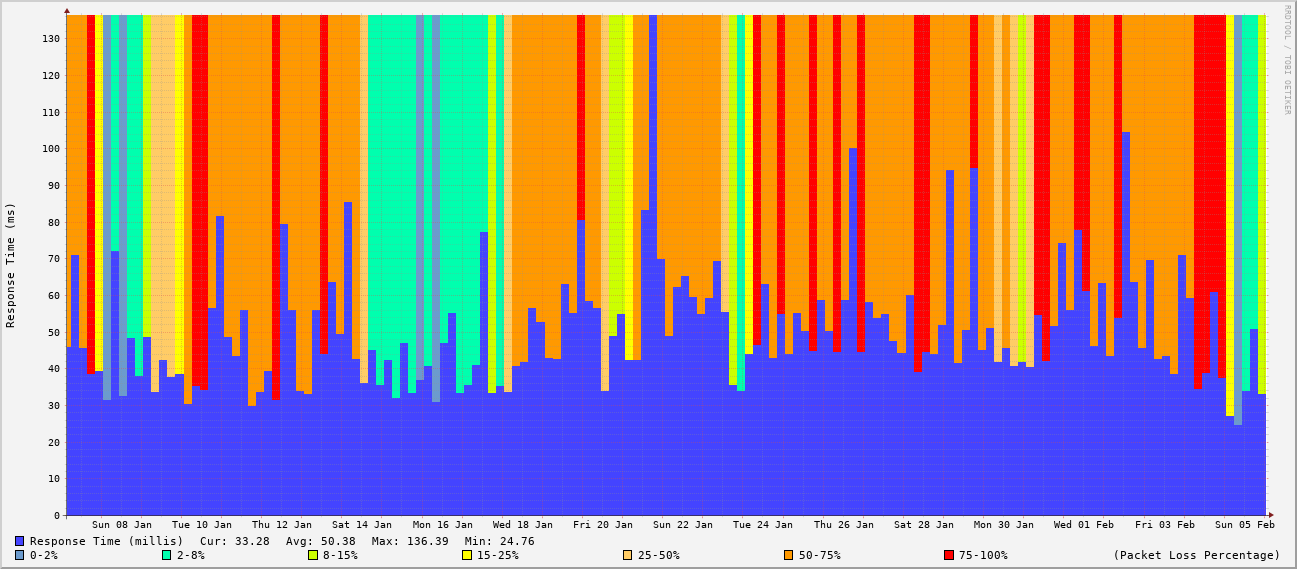 RRDTOOL / TOBI OETIKER
Response Time (ms)
130
120
110
100
90
80
70
60
50
40
30
20
10
0
Sun 08 Jan Tue 10 Jan Thu 12 Jan Sat 14 Jan Mon 16 Jan Wed 18 Jan Fri 20 Jan Sun 22 Jan Tue 24 Jan Thu 26 Jan Sat 28 Jan Mon 30 Jan Wed 01 Feb Fri 03 Feb Sun 05 Feb
Response Time (millis) Cur: 33.28 Avg: 50.38 Max: 136.39 Min: 24.76
0-2% 2-8% 8-15% 15-25% 25-50% 50-75% 75-100% (Packet Loss Percentage)